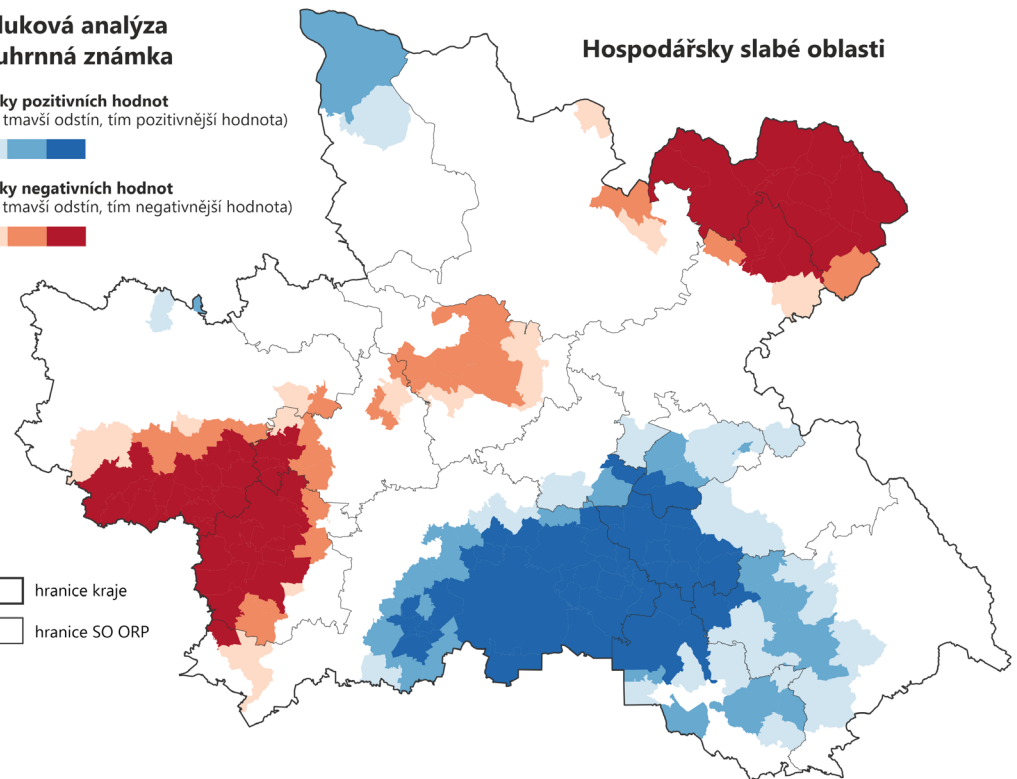 uková analýza
uhrnná známka
Hospodářsky slabé oblasti
ky pozitivních hodnot
tmavší odstín, tím pozitivnější hodnota)
ky negativních hodnot
tmavší odstín, tím negativnější hodnota)
hranice kraje
hranice SO ORP